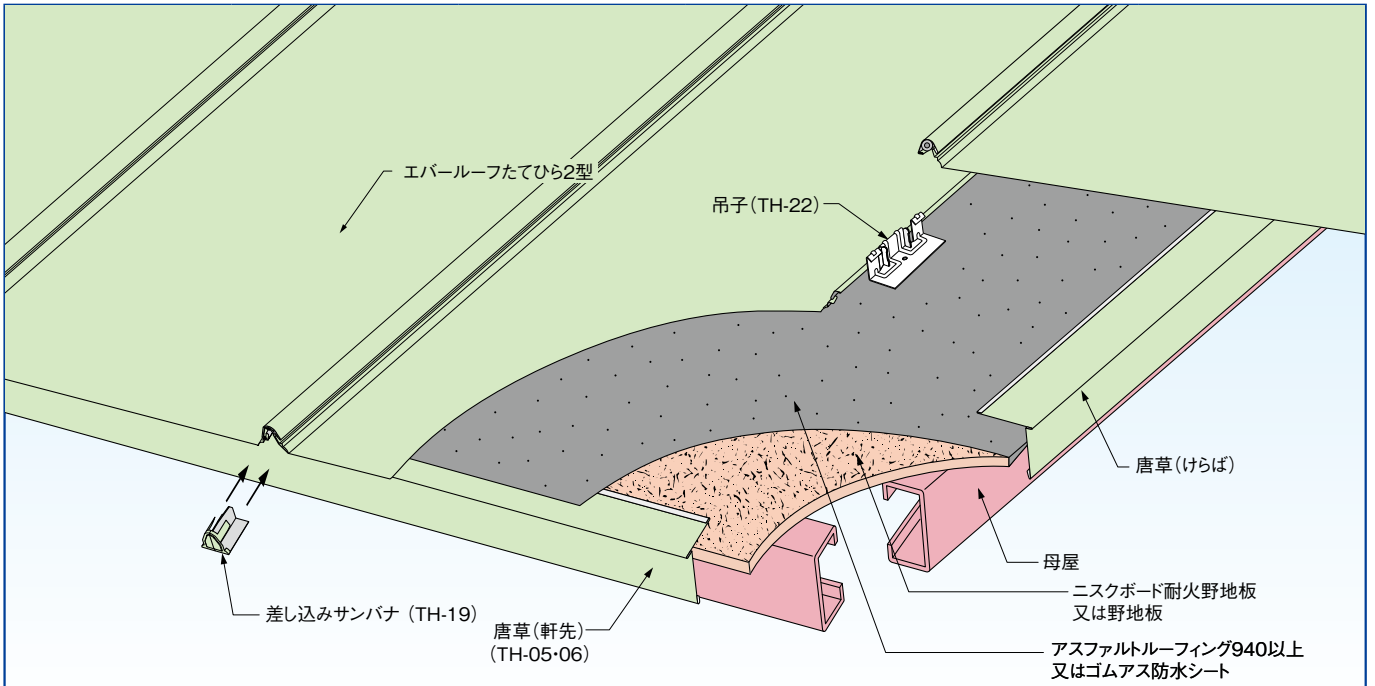 エバールーフたてひら2型
吊子(TH-22)
唐草(けらば)
母屋
ニスクボード耐火野地板
又は野地板
差し込みサンバナ (TH-19)
唐草(軒先)
(TH-05・06)
アスファルトルーフィング940以上
又はゴムアス防水シート